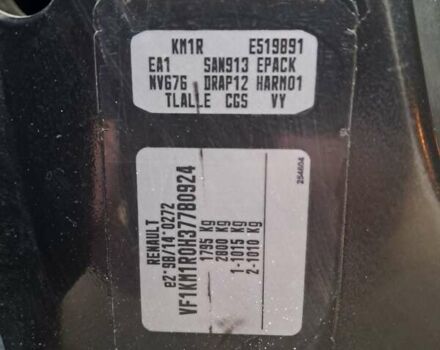 KM1R E519891
EA1 SAN913 EPACK
NV676 DRAP12 HARM01
TLALLE CGS VY
RENAULT
e2*98/14*0272
VF1KM1R0H37780924
1795 Kg
2800 Kg
1-1015 Kg
2-1010 Kg
254604